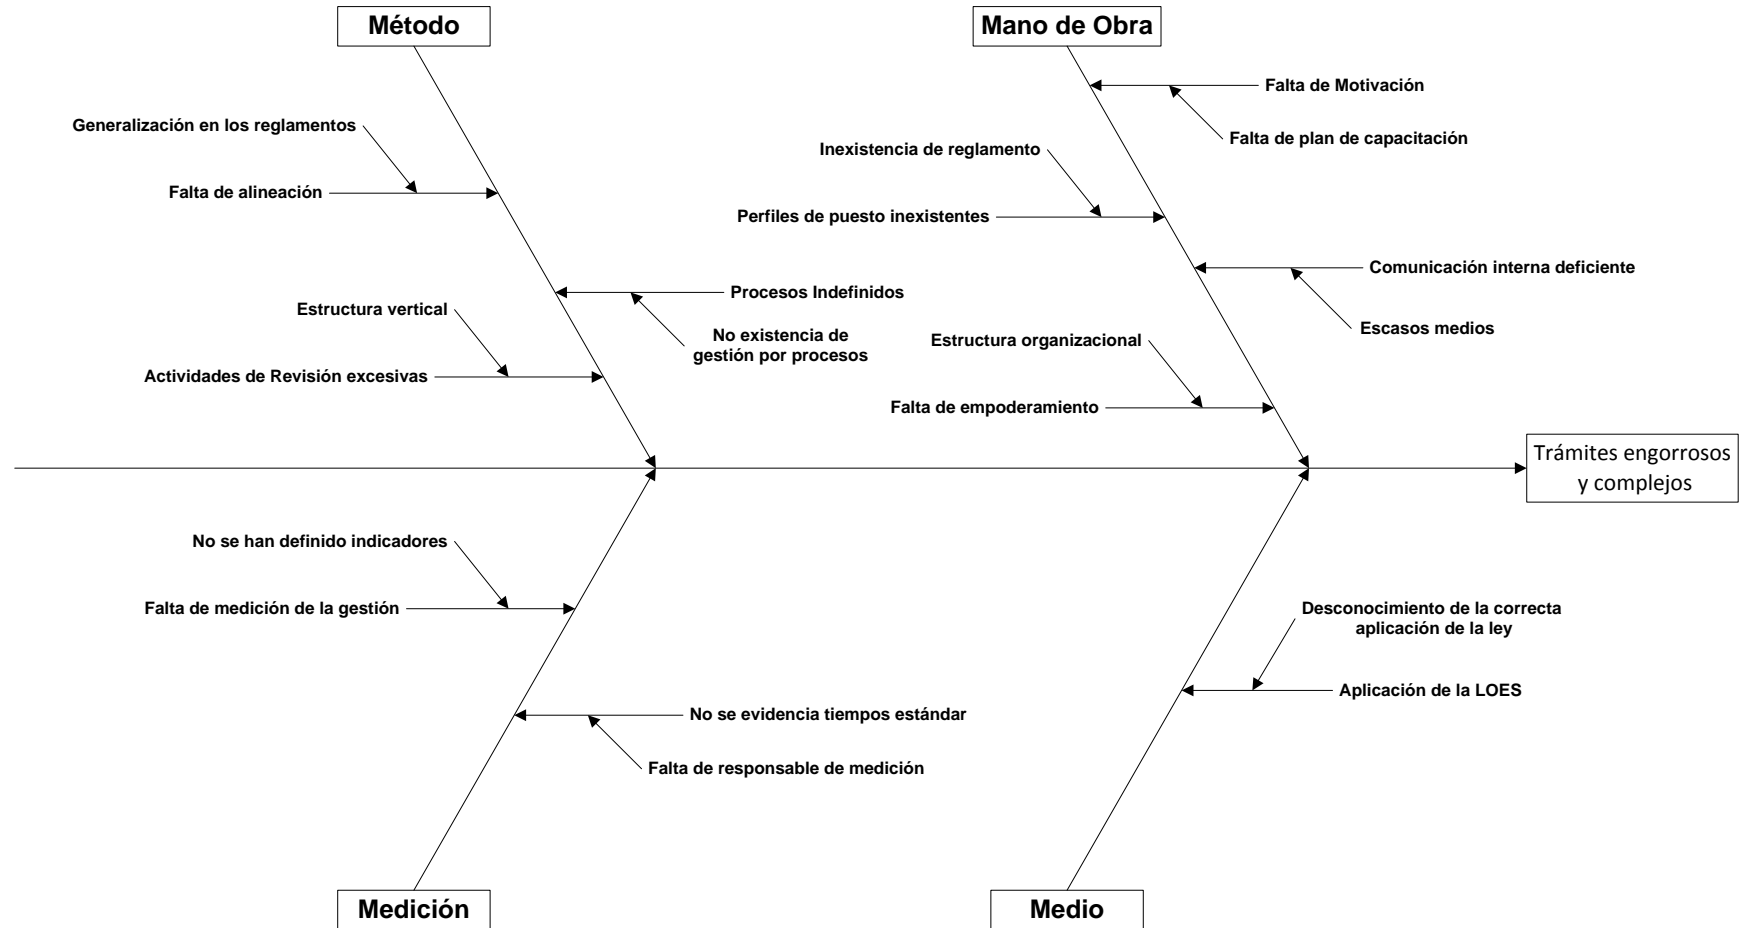 Método
Mano de Obra
Falta de Motivación
Generalización en los reglamentos
Falta de plan de capacitación
Inexistencia de reglamento
Falta de alineación
Perfiles de puesto inexistentes
Comunicación interna deficiente
Procesos Indefinidos
Estructura vertical
Escasos medios
No existencia de
gestión por procesos
Estructura organizacional
Actividades de Revisión excesivas
Falta de empoderamiento
Trámites engorrosos
y complejos
No se han definido indicadores
Falta de medición de la gestión
Desconocimiento de la correcta
aplicación de la ley
Aplicación de la LOES
No se evidencia tiempos estándar
Falta de responsable de medición
Medición
Medio